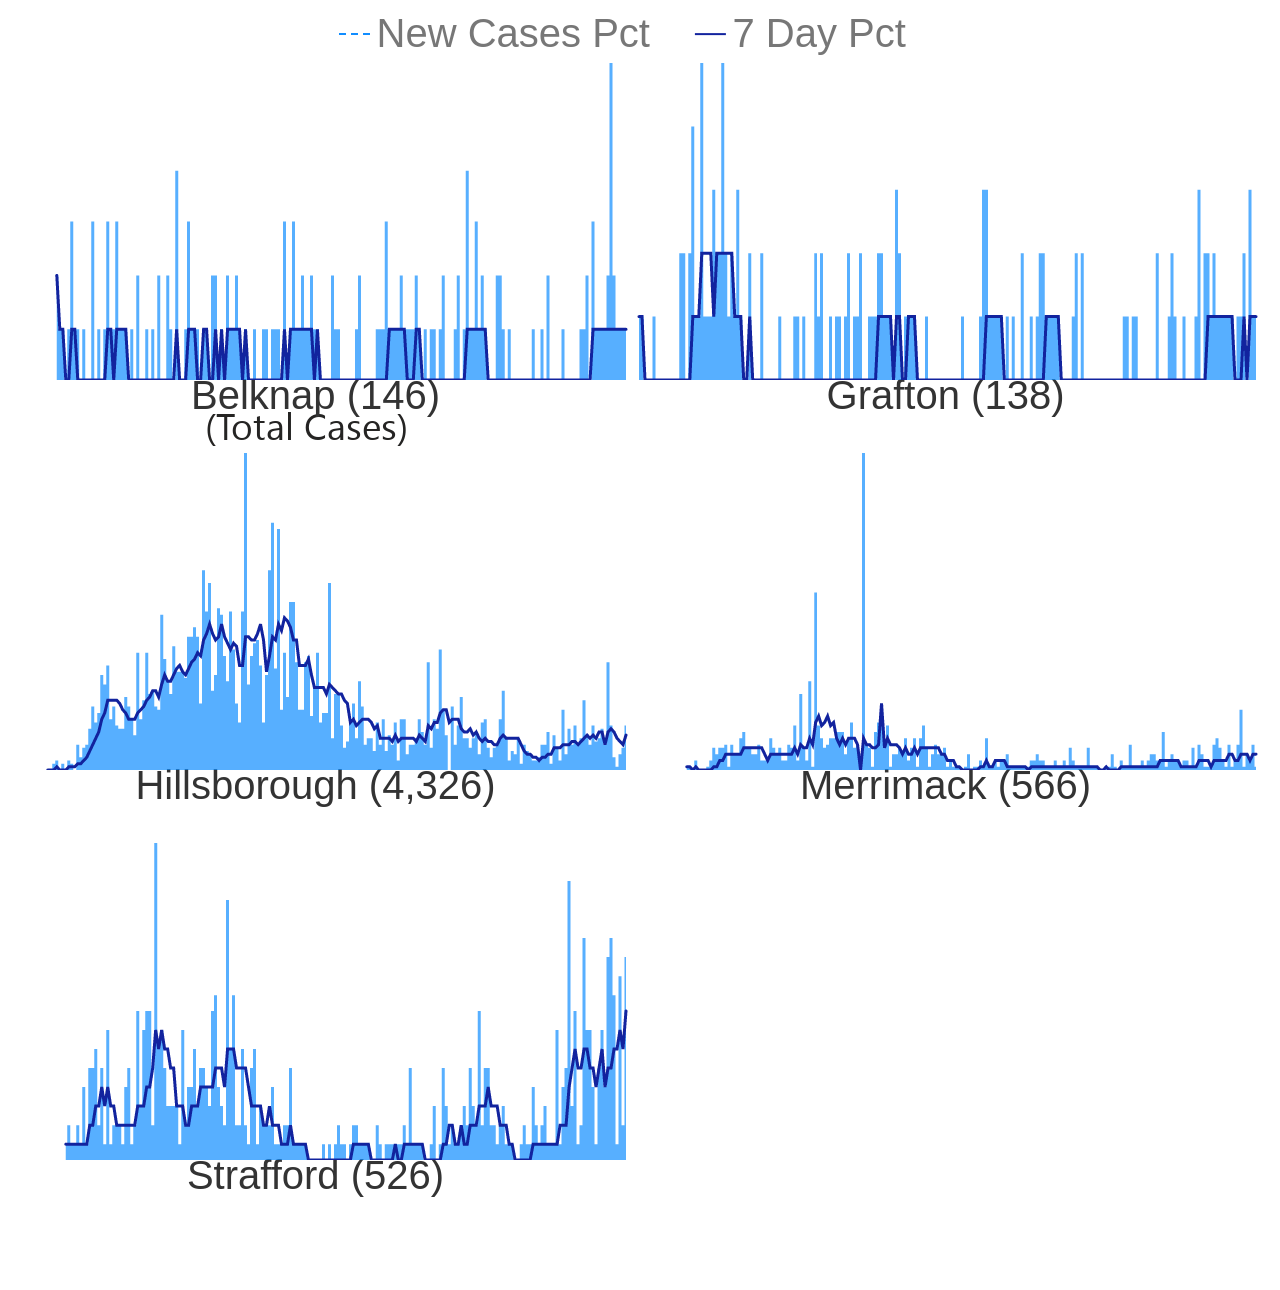 New Cases Pct 7 Day Pct
Belknap (146)
(Total Cases)
Grafton (138)
Hillsborough (4,326)
Merrimack (566)
Strafford (526)